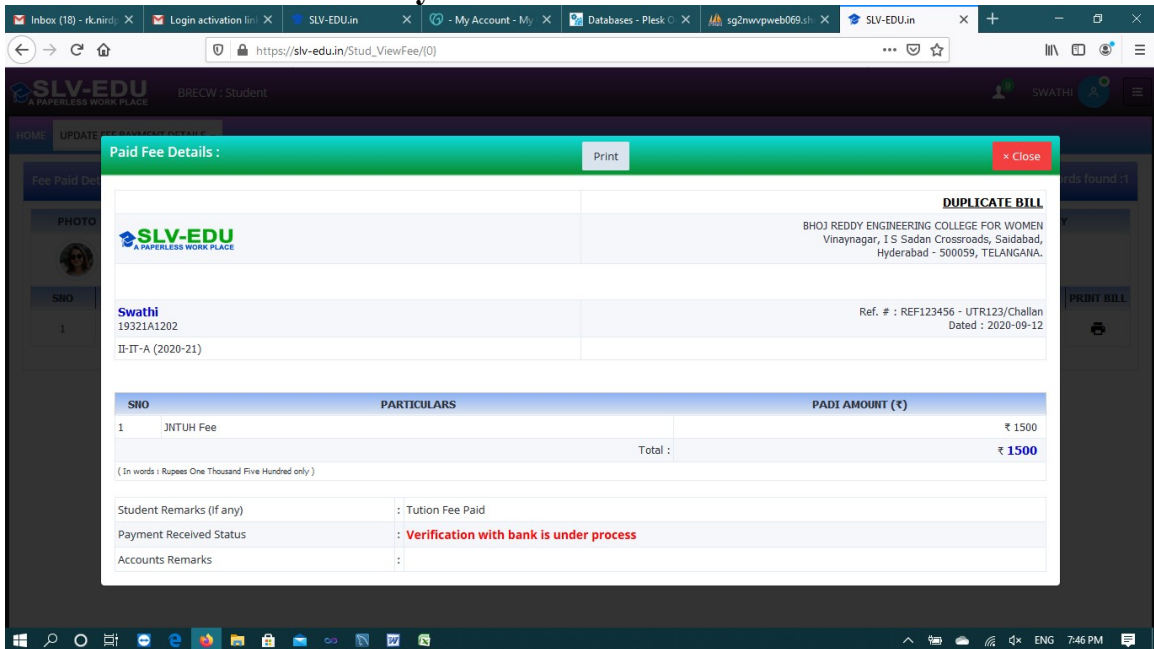 Inbox (18) - rk.nirdp
Login activation link
SLV-EDU.in
- My Account - My
Databases - Plesk O
sg2nwvpweb069.sh
SLV-EDU.in
https://slv-edu.in/Stud_ViewFee/{0}
SLV-EDU
A PAPERLESS WORK PLACE
BRECW : Student
0
SWATHI
HOME
UPDATE FEE PAYMENT DETAILS
Paid Fee Details :
Print
× Close
Fee Paid Det
rds found :1
DUPLICATE BILL
PHOTO
Y
SLV-EDU
A PAPERLESS WORK PLACE
BHOJ REDDY ENGINEERING COLLEGE FOR WOMEN
Vinaynagar, I S Sadan Crossroads, Saidabad,
Hyderabad - 500059, TELANGANA.
SNO
PRINT BILL
1
Swathi
19321A1202
Ref. # : REF123456 - UTR123/Challan
Dated : 2020-09-12
II-IT-A (2020-21)
SNO PARTICULARS PADI AMOUNT (₹)
1 JNTUH Fee ₹ 1500
Total : ₹ 1500
( In words : Rupees One Thousand Five Hundred only )
Student Remarks (If any) : Tution Fee Paid
Payment Received Status : Verification with bank is under process
Accounts Remarks :
ENG 7:46 PM